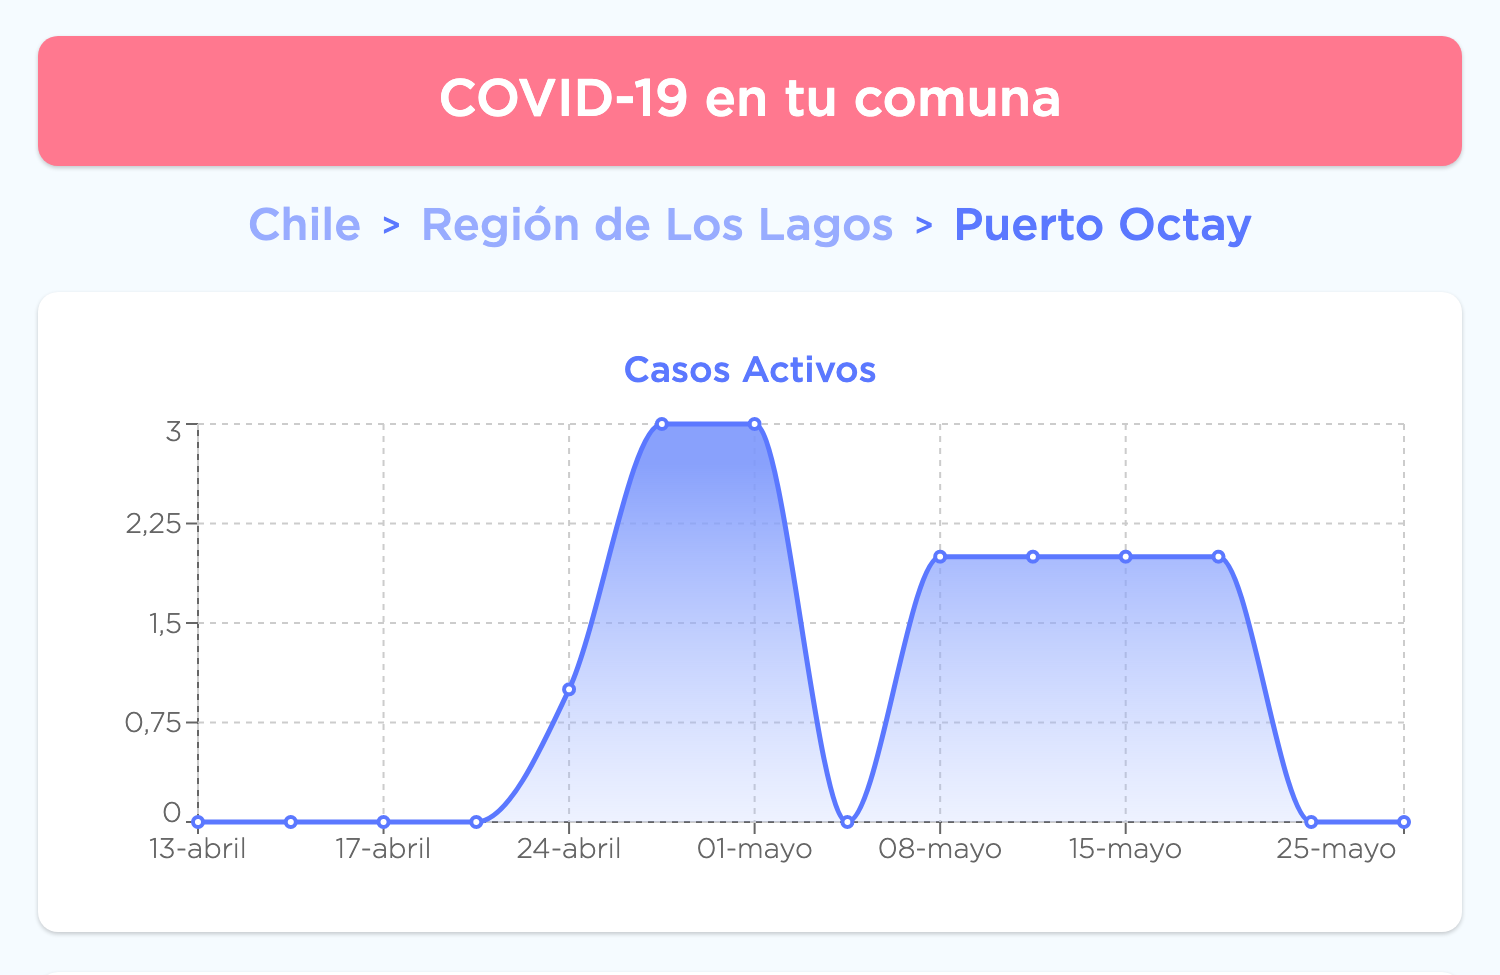 COVID-19 en tu comuna
Chile > Región de Los Lagos > Puerto Octay
Casos Activos
3
2,25
1,5
0,75
0
13-abril 17-abril 24-abril 01-mayo 08-mayo 15-mayo 25-mayo